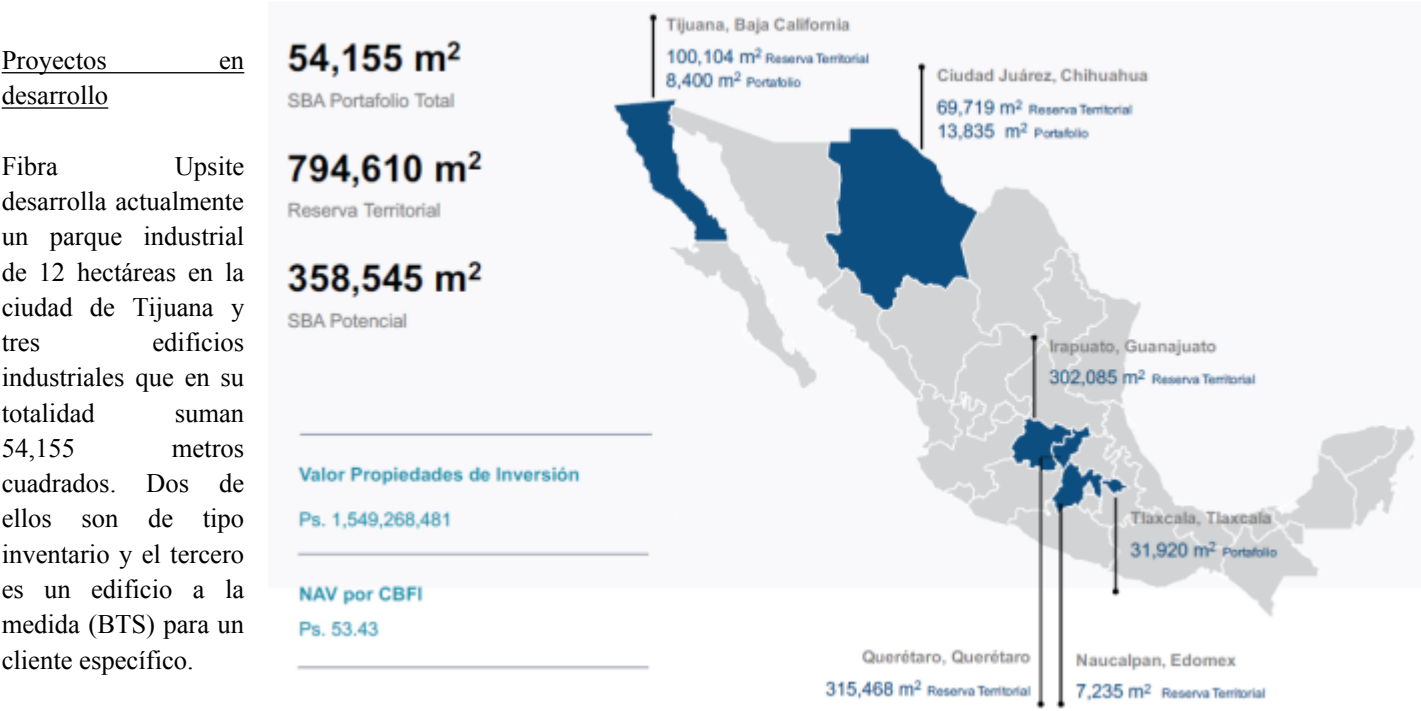 Proyectos en
desarrollo
Fibra Upsite
desarrolla actualmente
un parque industrial
de 12 hectáreas en la
ciudad de Tijuana y
tres edificios
industriales que en su
totalidad suman
54,155 metros
cuadrados. Dos de
ellos son de tipo
inventario y el tercero
es un edificio a la
medida (BTS) para un
cliente específico.
54,155 m²
SBA Portafolio Total
794,610 m²
Reserva Territorial
358,545 m²
SBA Potencial
Valor Propiedades de Inversión
Ps. 1,549,268,481
NAV por CBFI
Ps. 53.43
Tijuana, Baja California
100,104 m² Reserva Territorial
8,400 m² Portafolio
Ciudad Juárez, Chihuahua
69,719 m² Reserva Territorial
13,835 m² Portafolio
Irapuato, Guanajuato
302,085 m² Reserva Territorial
Tlaxcala, Tlaxcala
31,920 m² Portafolio
Querétaro, Querétaro
315,468 m² Reserva Territorial
Naucalpan, Edomex
7,235 m² Reserva Territorial